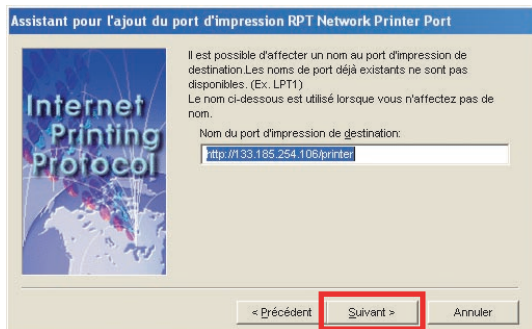 Assistant pour l'ajout du port d'impression RPT Network Printer Port
Internet
Printing
Protocol
Il est possible d'affecter un nom au port d'impression de
destination.Les noms de port déjà existants ne sont pas
disponibles. (Ex. LPT1)
Le nom ci-dessous est utilisé lorsque vous n'affectez pas de
nom.
Nom du port d'impression de destination:
http://133.185.254.106/printer
< Précédent
Suivant >
Annuler